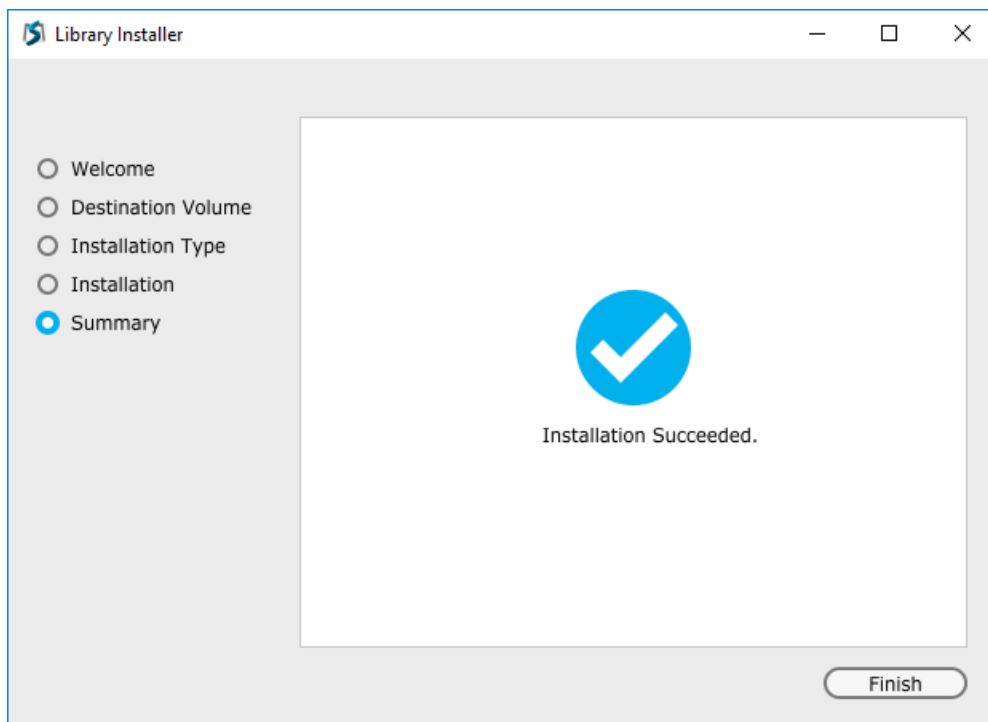 Library Installer
Welcome
Destination Volume
Installation Type
Installation
Summary
Installation Succeeded.
Finish